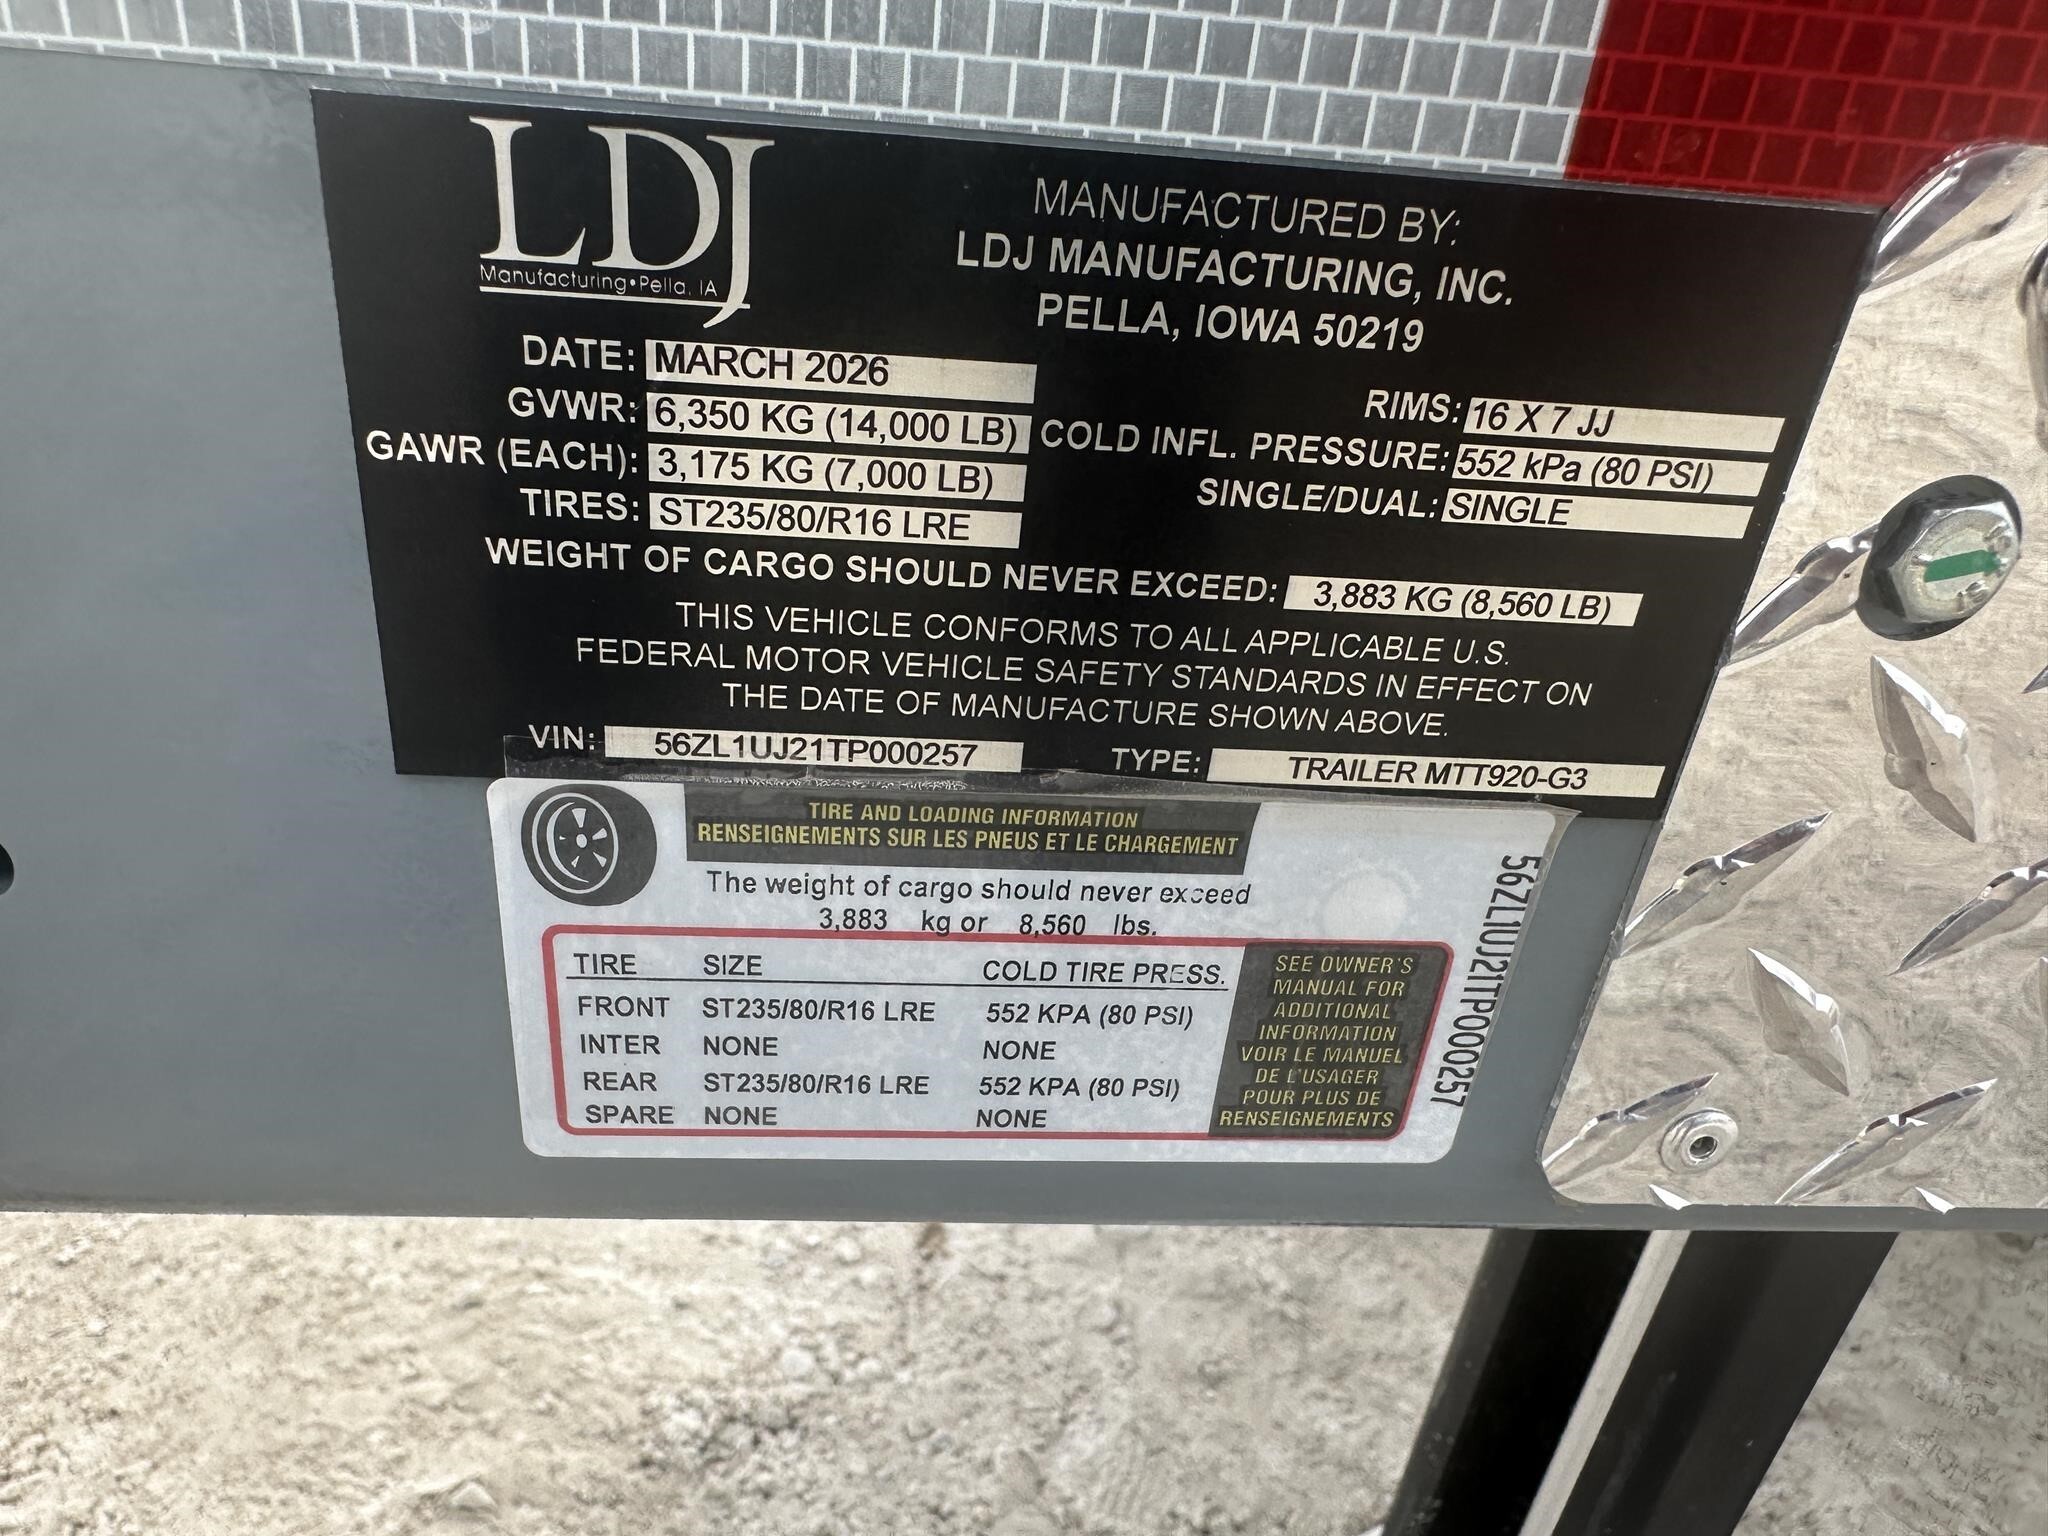 LDJ
Manufacturing•Pella, IA
MANUFACTURED BY:
LDJ MANUFACTURING, INC.
PELLA, IOWA 50219
DATE: MARCH 2026
GVWR: 6,350 KG (14,000 LB)
GAWR (EACH): 3,175 KG (7,000 LB)
TIRES: ST235/80/R16 LRE
RIMS: 16 X 7 JJ
COLD INFL. PRESSURE: 552 kPa (80 PSI)
SINGLE/DUAL: SINGLE
WEIGHT OF CARGO SHOULD NEVER EXCEED: 3,883 KG (8,560 LB)
THIS VEHICLE CONFORMS TO ALL APPLICABLE U.S.
FEDERAL MOTOR VEHICLE SAFETY STANDARDS IN EFFECT ON
THE DATE OF MANUFACTURE SHOWN ABOVE.
VIN: 56ZL1UJ21TP000257 TYPE: TRAILER MTT920-G3
TIRE AND LOADING INFORMATION
RENSEIGNEMENTS SUR LES PNEUS ET LE CHARGEMENT
The weight of cargo should never exceed
3,883 kg or 8,560 lbs.
TIRE SIZE COLD TIRE PRESS.
FRONT ST235/80/R16 LRE 552 KPA (80 PSI)
INTER NONE NONE
REAR ST235/80/R16 LRE 552 KPA (80 PSI)
SPARE NONE NONE
SEE OWNER'S
MANUAL FOR
ADDITIONAL
INFORMATION
VOIR LE MANUEL
DE L'USAGER
POUR PLUS DE
RENSEIGNEMENTS
56ZL1UJ21TP000257